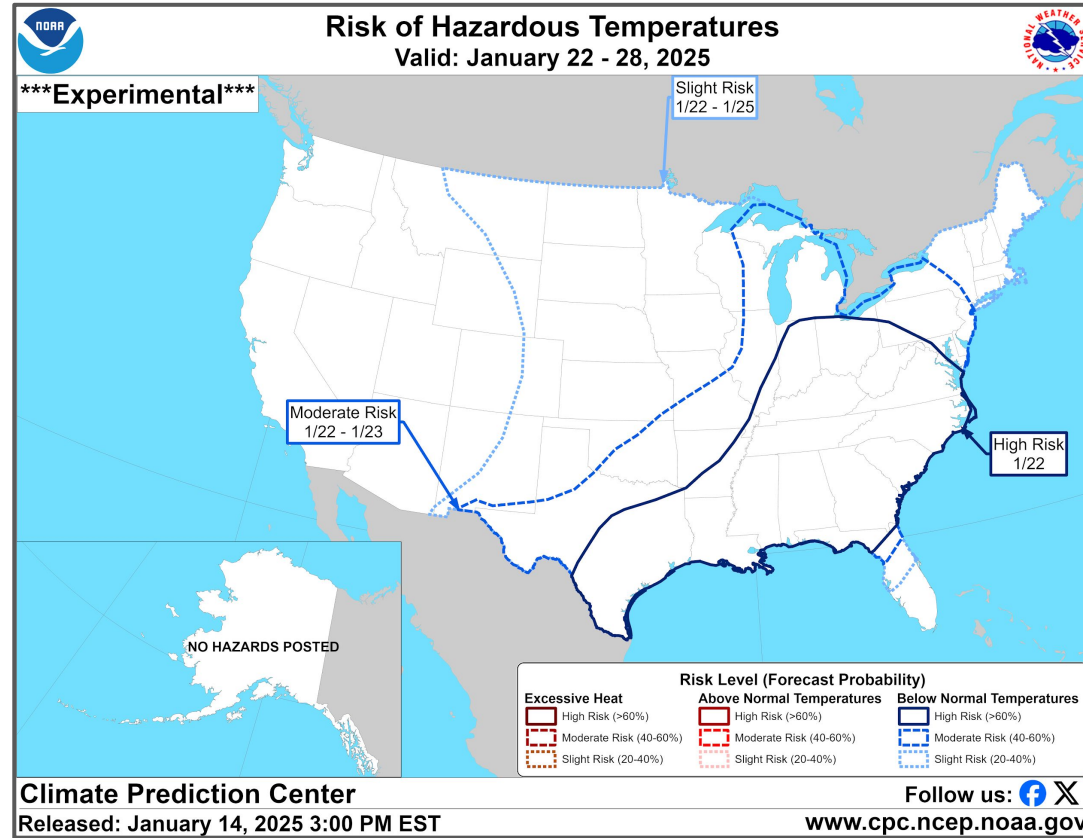 NOAA
Risk of Hazardous Temperatures
Valid: January 22 - 28, 2025
NATIONAL WEATHER SERVICE
***Experimental***
Slight Risk
1/22 - 1/25
Moderate Risk
1/22 - 1/23
High Risk
1/22
NO HAZARDS POSTED
Risk Level (Forecast Probability)
Excessive Heat
High Risk (>60%)
Moderate Risk (40-60%)
Slight Risk (20-40%)
Above Normal Temperatures
High Risk (>60%)
Moderate Risk (40-60%)
Slight Risk (20-40%)
Below Normal Temperatures
High Risk (>60%)
Moderate Risk (40-60%)
Slight Risk (20-40%)
Climate Prediction Center
Follow us:
Released: January 14, 2025 3:00 PM EST
www.cpc.ncep.noaa.gov